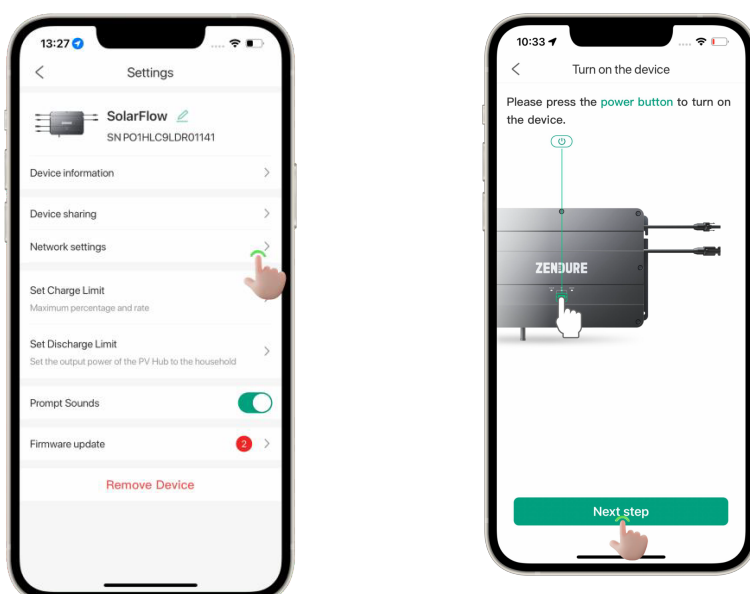 13:27
Settings
SolarFlow
SN PO1HLC9LDR01141
Device information
Device sharing
Network settings
Set Charge Limit
Maximum percentage and rate
Set Discharge Limit
Set the output power of the PV Hub to the household
Prompt Sounds
Firmware update 2
Remove Device
10:33
Turn on the device
Please press the power button to turn on
the device.
ZENDURE
Next step